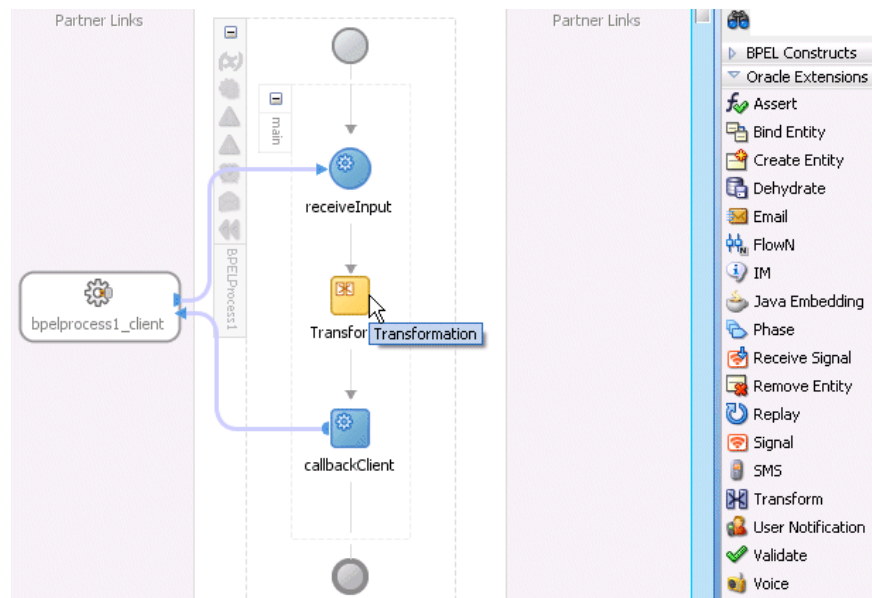 Partner Links
Partner Links
main
receiveInput
BPELProcess1
bpelprocess1_client
Transfor
Transformation
callbackClient
BPEL Constructs
Oracle Extensions
Assert
Bind Entity
Create Entity
Dehydrate
Email
FlowN
IM
Java Embedding
Phase
Receive Signal
Remove Entity
Replay
Signal
SMS
Transform
User Notification
Validate
Voice